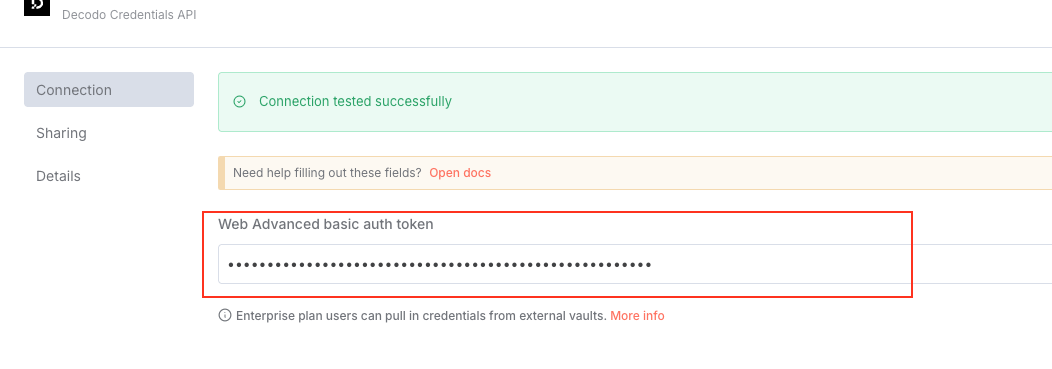 Decodo Credentials API
Connection
Connection tested successfully
Sharing
Need help filling out these fields? Open docs
Details
Web Advanced basic auth token
••••••••••••••••••••••••••••••••••••••••••••••••••••••
Enterprise plan users can pull in credentials from external vaults. More info